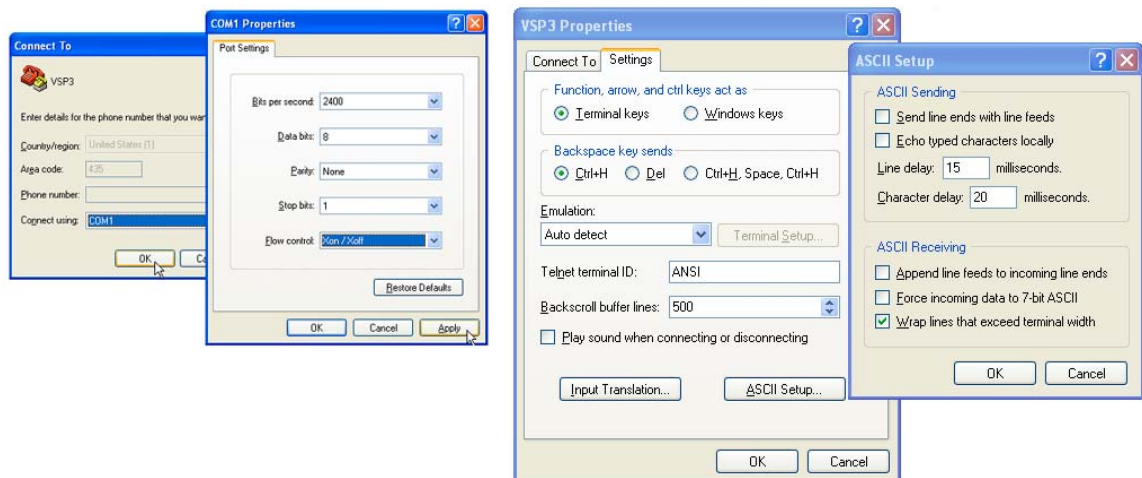 Connect To
VSP3
Enter details for the phone number that you wan
Country/region: United States (1)
Area code: 435
Phone number:
Connect using: COM1
OK
COM1 Properties
Port Settings
Bits per second: 2400
Data bits: 8
Parity: None
Stop bits: 1
Flow control: Xon / Xoff
Restore Defaults
OK Cancel Apply
VSP3 Properties
Connect To Settings
Function, arrow, and ctrl keys act as
Terminal keys Windows keys
Backspace key sends
Ctrl+H Del Ctrl+H, Space, Ctrl+H
Emulation:
Auto detect Terminal Setup...
Telnet terminal ID: ANSI
Backscroll buffer lines: 500
Play sound when connecting or disconnecting
Input Translation... ASCII Setup...
OK Cancel
ASCII Setup
ASCII Sending
Send line ends with line feeds
Echo typed characters locally
Line delay: 15 milliseconds.
Character delay: 20 milliseconds.
ASCII Receiving
Append line feeds to incoming line ends
Force incoming data to 7-bit ASCII
Wrap lines that exceed terminal width
OK Cancel